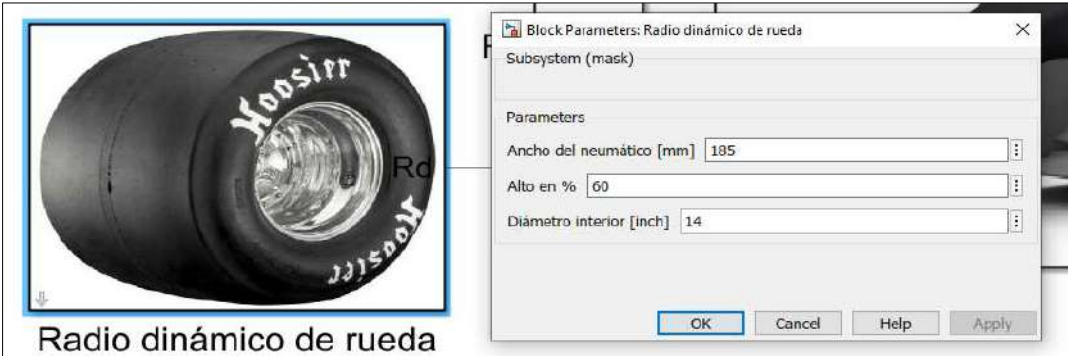 Hoosier
Hoosier
Rd
Radio dinámico de rueda
Block Parameters: Radio dinámico de rueda
Subsystem (mask)
Parameters
Ancho del neumático [mm] 185
Alto en % 60
Diámetro interior [inch] 14
OK Cancel Help Apply